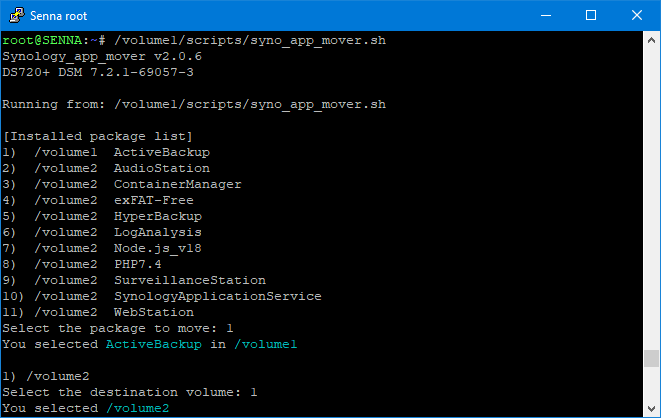 Senna root
root@SENNA:~# /volume1/scripts/syno_app_mover.sh
Synology_app_mover v2.0.6
DS720+ DSM 7.2.1-69057-3
Running from: /volume1/scripts/syno_app_mover.sh
[Installed package list]
1)  /volume1  ActiveBackup
2)  /volume2  AudioStation
3)  /volume2  ContainerManager
4)  /volume2  exFAT-Free
5)  /volume2  HyperBackup
6)  /volume2  LogAnalysis
7)  /volume2  Node.js_v18
8)  /volume2  PHP7.4
9)  /volume2  SurveillanceStation
10) /volume2  SynologyApplicationService
11) /volume2  WebStation
Select the package to move: 1
You selected ActiveBackup in /volume1
1) /volume2
Select the destination volume: 1
You selected /volume2